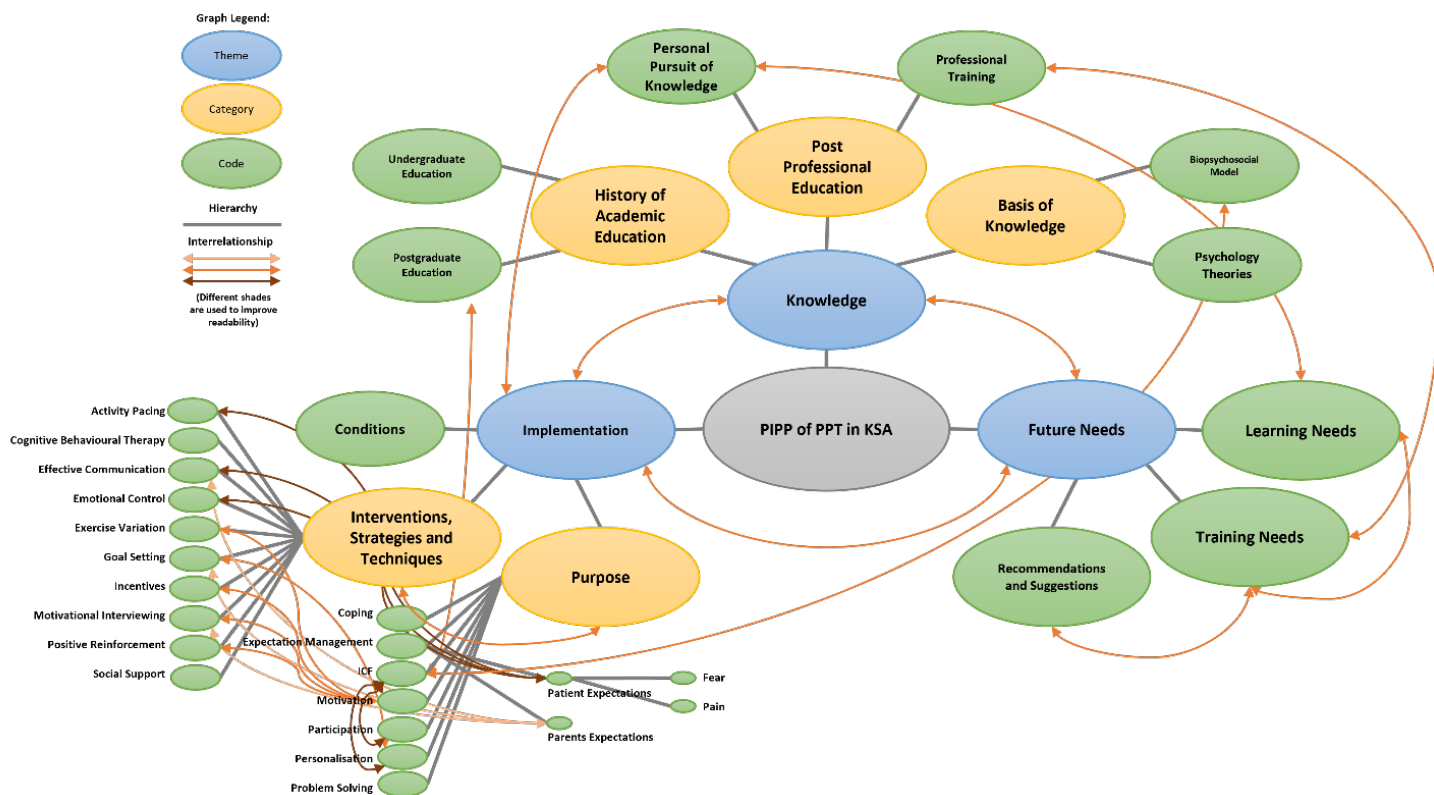 Graph Legend:
Theme
Category
Code
Hierarchy
Interrelationship
(Different shades
are used to improve
readability)
Personal
Pursuit of
Knowledge
Professional
Training
Undergraduate
Education
Post
Professional
Education
Biopsychosocial
Model
History of
Academic
Education
Basis of
Knowledge
Postgraduate
Education
Psychology
Theories
Knowledge
Conditions
Implementation
PIPP of PPT in KSA
Future Needs
Learning Needs
Activity Pacing
Cognitive Behavioural Therapy
Effective Communication
Emotional Control
Exercise Variation
Goal Setting
Incentives
Motivational Interviewing
Positive Reinforcement
Social Support
Interventions,
Strategies and
Techniques
Purpose
Recommendations
and Suggestions
Training Needs
Coping
Expectation Management
ICF
Motivation
Participation
Personalisation
Problem Solving
Patient Expectations
Parents Expectations
Fear
Pain